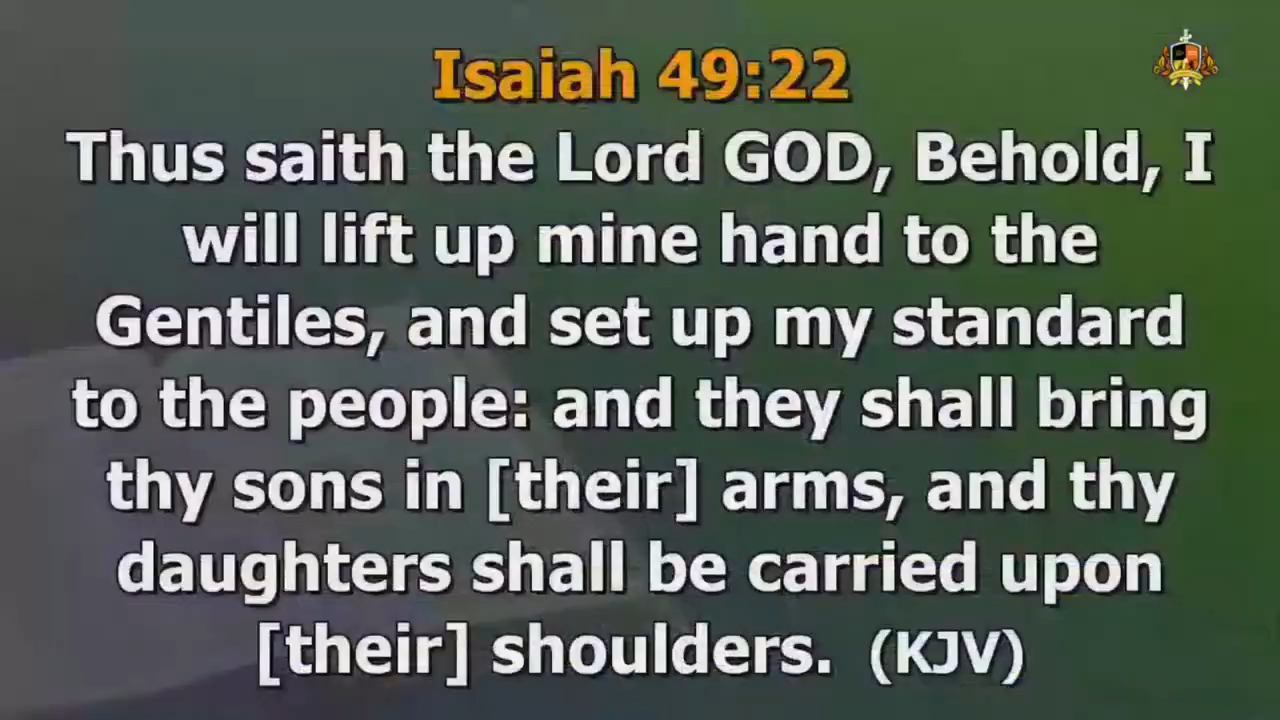 Isaiah 49:22
Thus saith the Lord GOD, Behold, I
will lift up mine hand to the
Gentiles, and set up my standard
to the people: and they shall bring
thy sons in [their] arms, and thy
daughters shall be carried upon
[their] shoulders. (KJV)